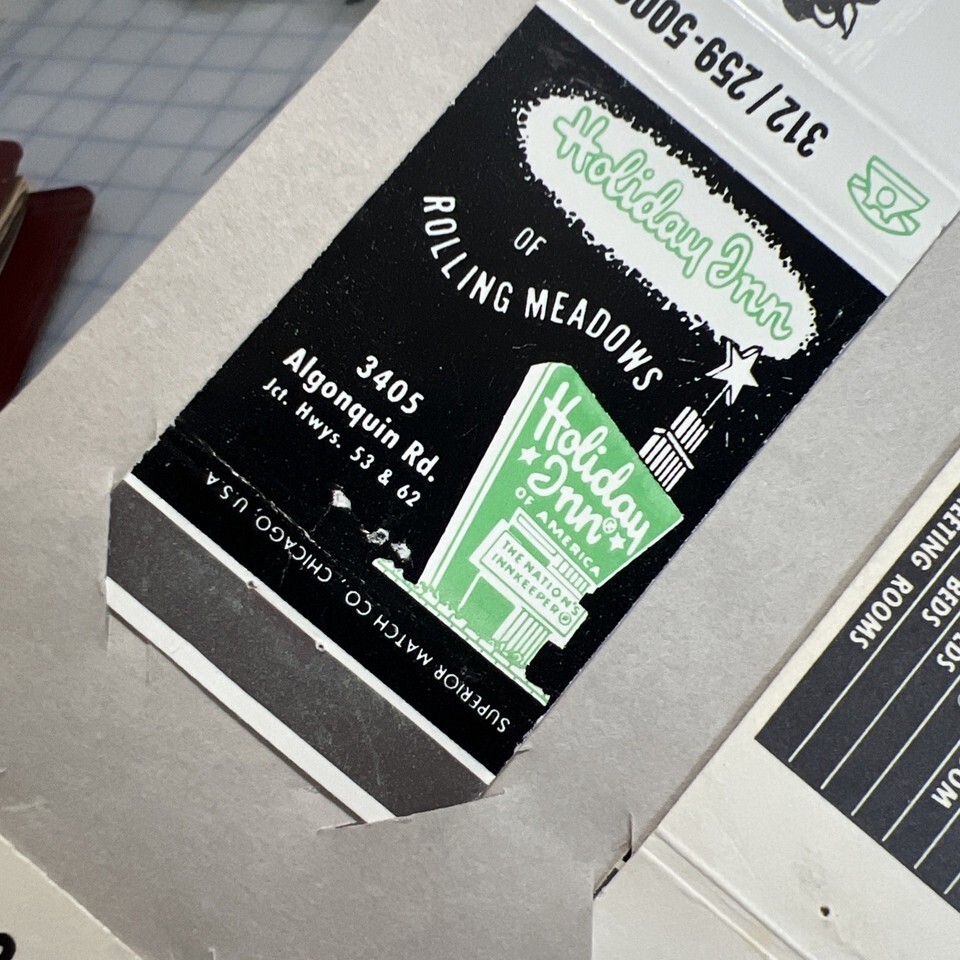 Holiday Inn
OF
ROLLING MEADOWS
3405
Algonquin Rd.
Jct. Hwys. 53 & 62
Holiday
Inn®
OF AMERICA
THE NATION'S
INNKEEPER®
SUPERIOR MATCH CO., CHICAGO, U.S.A
312/259-500
ROOMS
BEDS